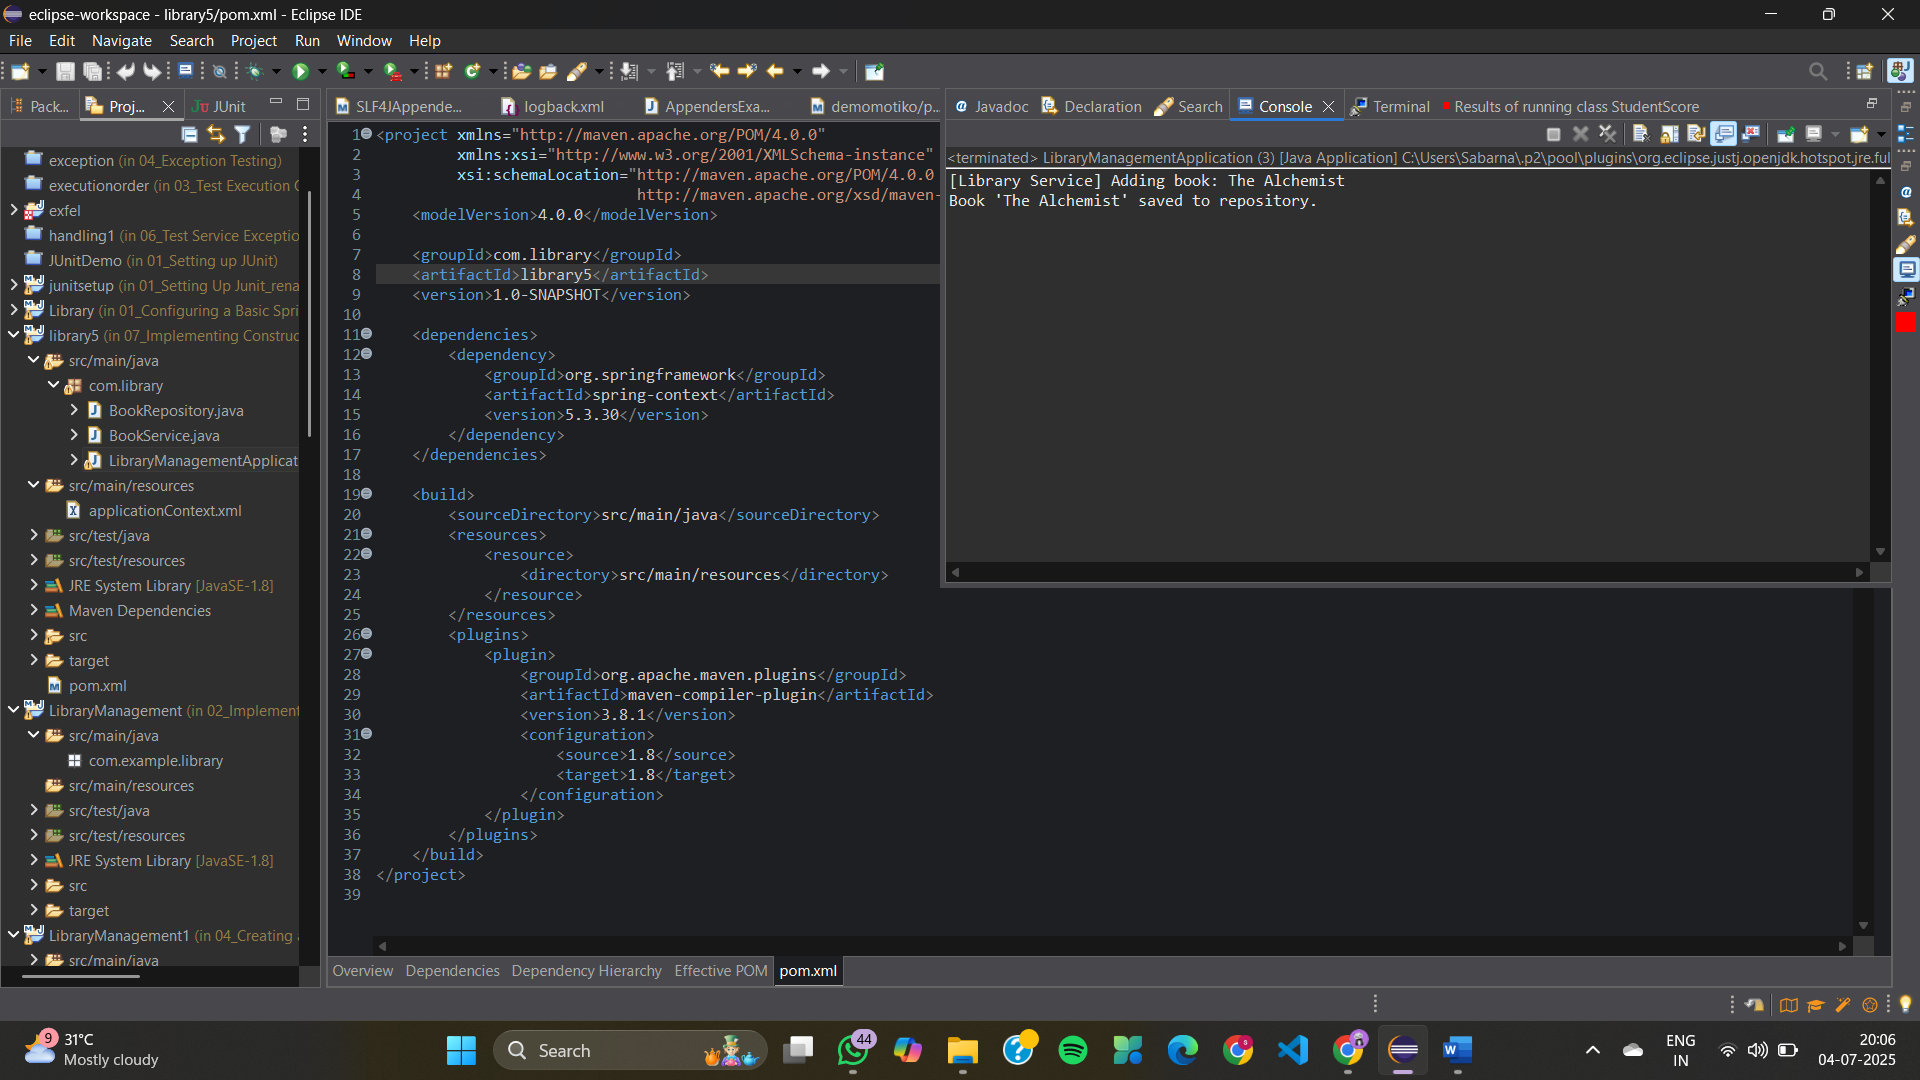 eclipse-workspace - library5/pom.xml - Eclipse IDE
File Edit Navigate Search Project Run Window Help
Pack... Proj... JUnit
exception (in 04_Exception Testing)
executionorder (in 03_Test Execution
exfel
handling1 (in 06_Test Service Exceptio
JUnitDemo (in 01_Setting up JUnit)
junitsetup (in 01_Setting Up Junit_rena
Library (in 01_Configuring a Basic Spri
library5 (in 07_Implementing Construc
src/main/java
com.library
BookRepository.java
BookService.java
LibraryManagementApplicat
src/main/resources
applicationContext.xml
src/test/java
src/test/resources
JRE System Library [JavaSE-1.8]
Maven Dependencies
src
target
pom.xml
LibraryManagement (in 02_Implement
src/main/java
com.example.library
src/main/resources
src/test/java
src/test/resources
JRE System Library [JavaSE-1.8]
src
target
LibraryManagement1 (in 04_Creating
src/main/java
SLF4JAppende... logback.xml AppendersExa... demomotiko/p...
1 <project xmlns="http://maven.apache.org/POM/4.0.0"
2 xmlns:xsi="http://www.w3.org/2001/XMLSchema-instance"
3 xsi:schemaLocation="http://maven.apache.org/POM/4.0.0
4 http://maven.apache.org/xsd/maven-
5 <modelVersion>4.0.0</modelVersion>
6
7 <groupId>com.library</groupId>
8 <artifactId>library5</artifactId>
9 <version>1.0-SNAPSHOT</version>
10
11 <dependencies>
12 <dependency>
13 <groupId>org.springframework</groupId>
14 <artifactId>spring-context</artifactId>
15 <version>5.3.30</version>
16 </dependency>
17 </dependencies>
18
19 <build>
20 <sourceDirectory>src/main/java</sourceDirectory>
21 <resources>
22 <resource>
23 <directory>src/main/resources</directory>
24 </resource>
25 </resources>
26 <plugins>
27 <plugin>
28 <groupId>org.apache.maven.plugins</groupId>
29 <artifactId>maven-compiler-plugin</artifactId>
30 <version>3.8.1</version>
31 <configuration>
32 <source>1.8</source>
33 <target>1.8</target>
34 </configuration>
35 </plugin>
36 </plugins>
37 </build>
38 </project>
39
Overview Dependencies Dependency Hierarchy Effective POM pom.xml
Javadoc Declaration Search Console Terminal Results of running class StudentScore
<terminated> LibraryManagementApplication (3) [Java Application] C:\Users\Sabarna\.p2\pool\plugins\org.eclipse.justj.openjdk.hotspot.jre.ful
[Library Service] Adding book: The Alchemist
Book 'The Alchemist' saved to repository.
9
31°C
Mostly cloudy
Search
44
ENG
IN
20:06
04-07-2025